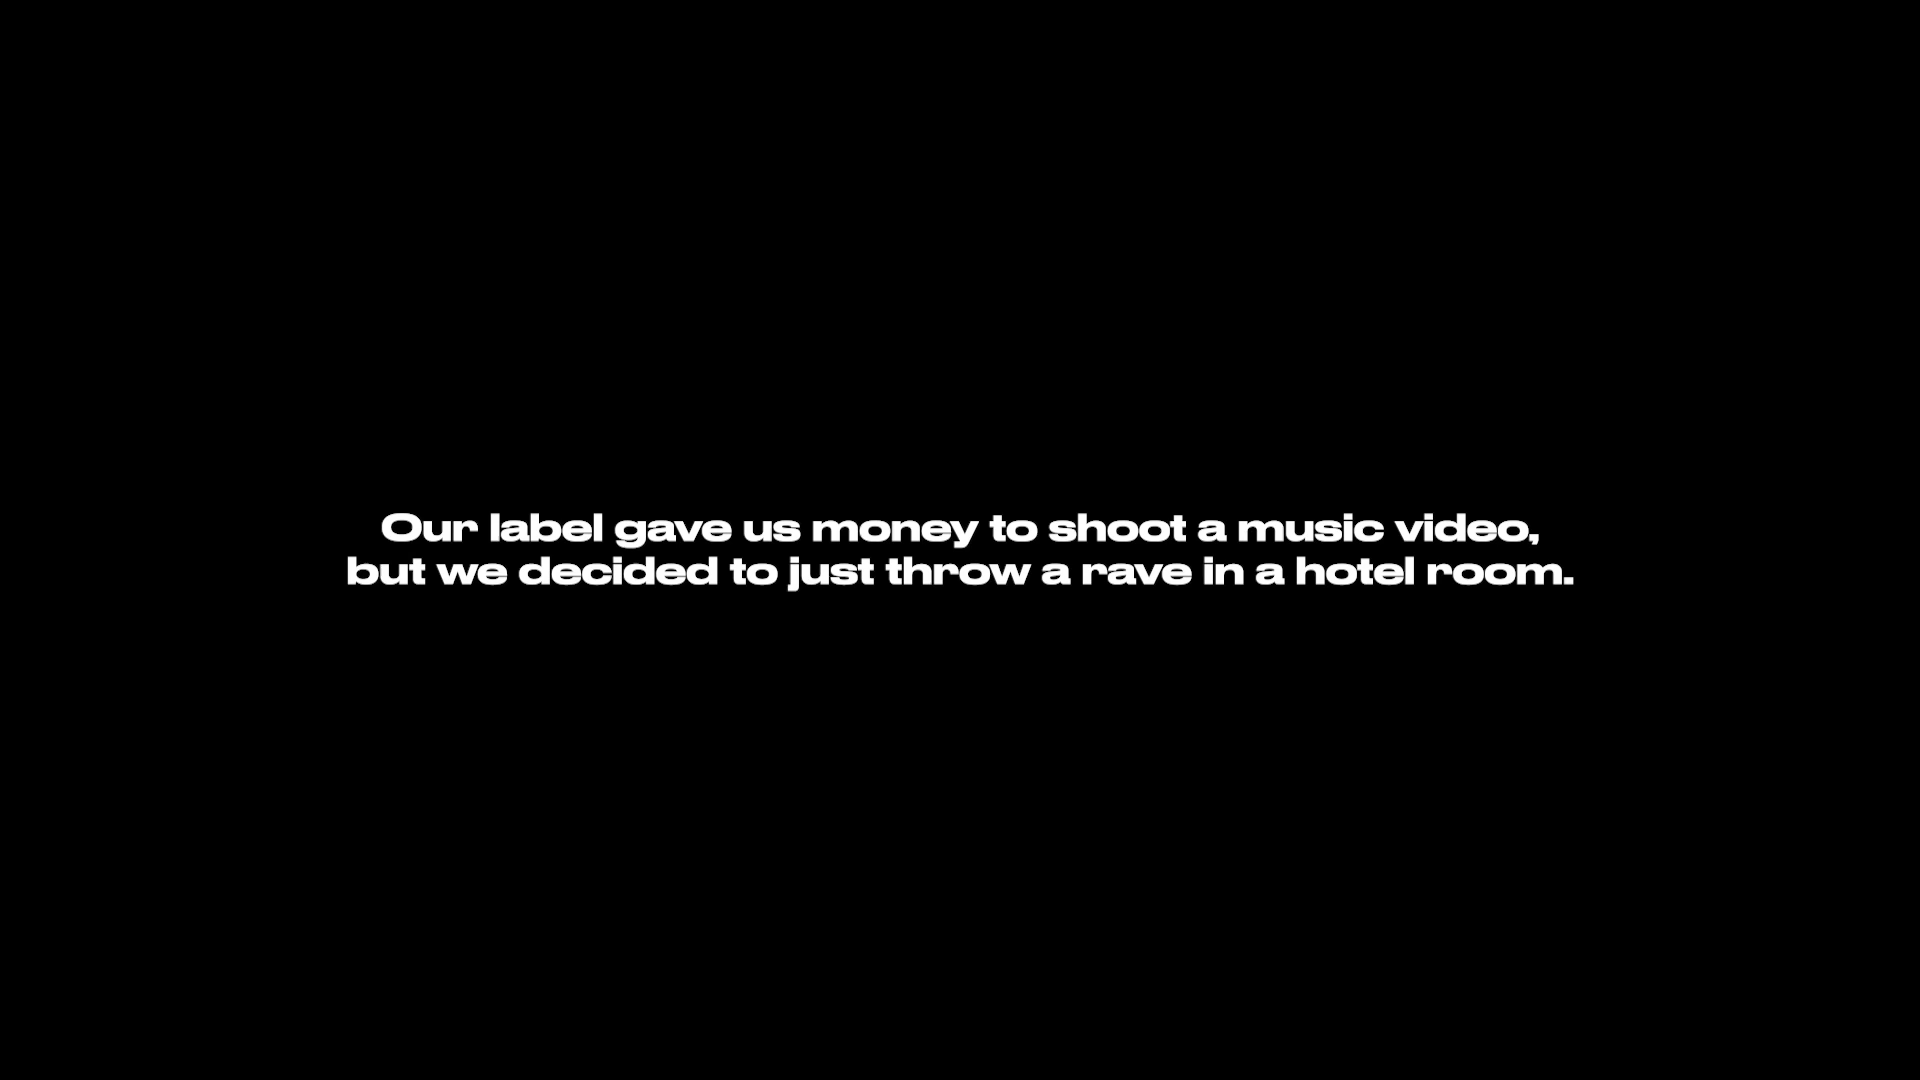 Our label gave us money to shoot a music video,
but we decided to just throw a rave in a hotel room.